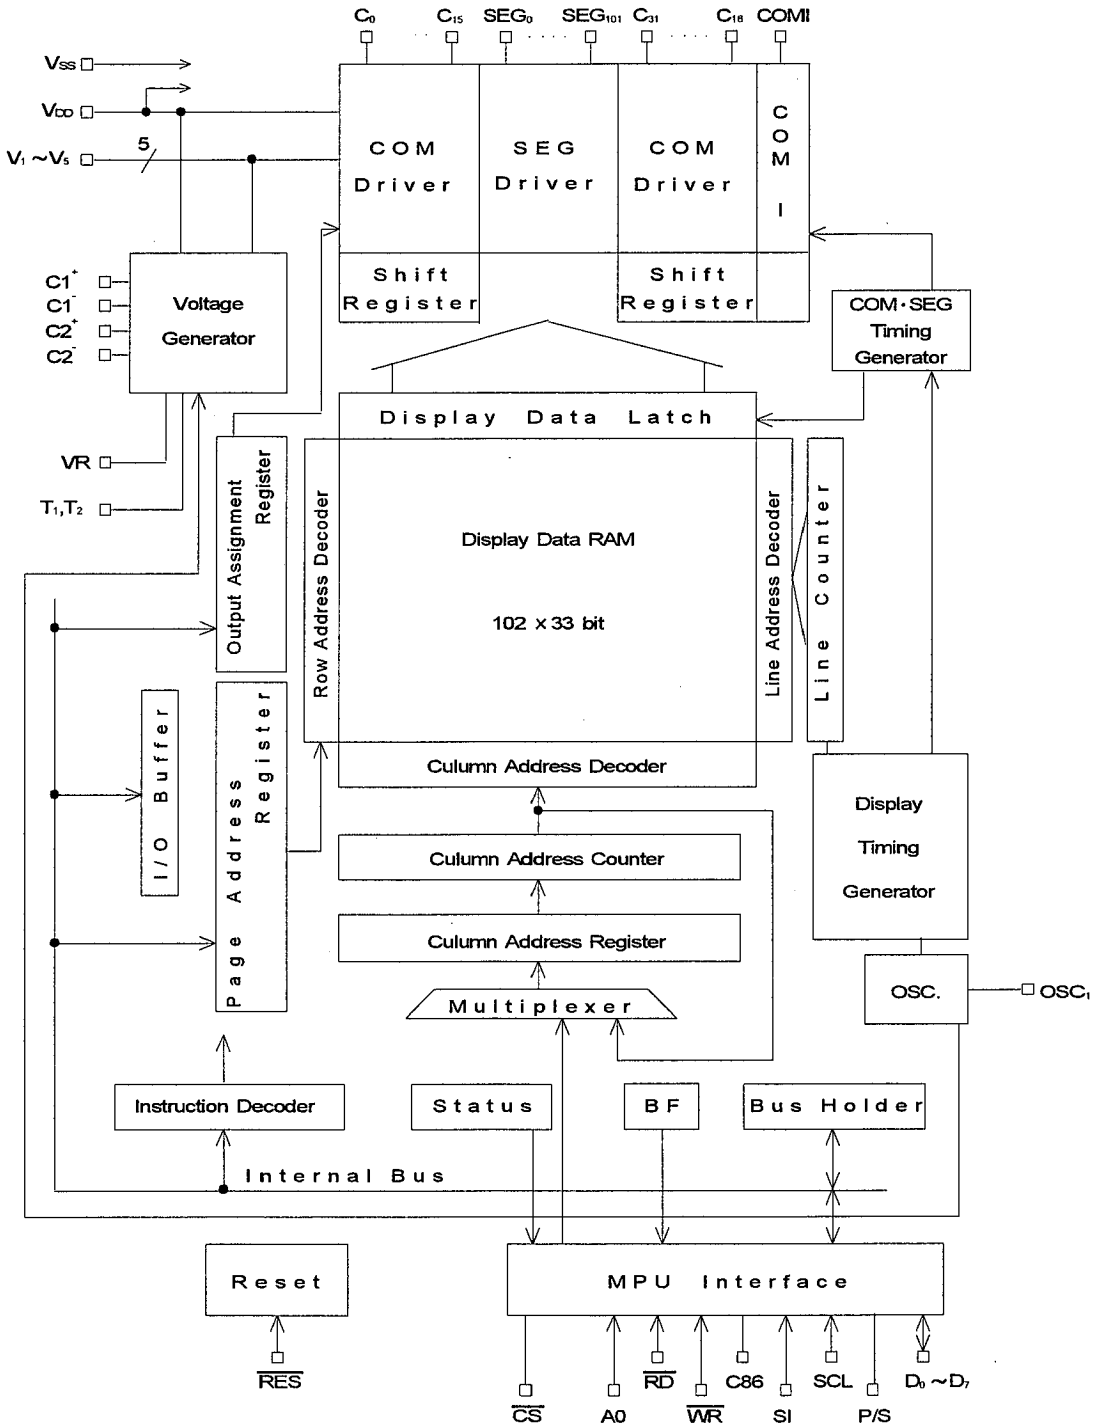 C0 C15 SEG0 SEG101 C31 C16 COMI
VSS
VDD
V1~V5
5
COM Driver
SEG Driver
COM Driver
COM I
Shift Register
Shift Register
C1+
C1-
C2+
C2-
Voltage Generator
COM・SEG Timing Generator
VR
T1,T2
Display Data Latch
Output Assignment Register
Row Address Decoder
Display Data RAM
102 x 33 bit
Line Address Decoder
Line Counter
I/O Buffer
Page Address Register
Culumn Address Decoder
Culumn Address Counter
Culumn Address Register
Multiplexer
Display Timing Generator
OSC.
OSC1
Instruction Decoder
Status
BF
Bus Holder
Internal Bus
Reset
MPU Interface
RES
CS
A0
RD
WR
C86
SI
SCL
P/S
D0~D7